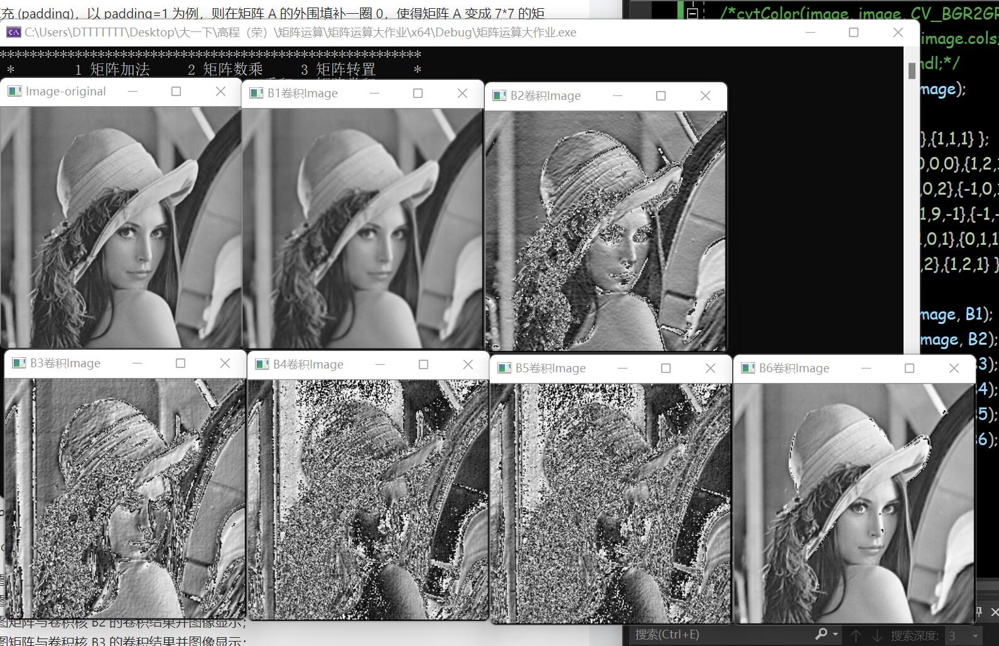 充 (padding)，以 padding=1 为例，则在矩阵 A 的外围填补一圈 0，使得矩阵 A 变成 7*7 的矩
/*cvtColor(image, image, CV_BGR2GR
C:\Users\DTTTTTTT\Desktop\大一下\高程（荣）\矩阵运算\矩阵运算大作业\x64\Debug\矩阵运算大作业.exe
image.cols;
********************************************************
* 1 矩阵加法 2 矩阵数乘 3 矩阵转置 *
ndl;*/
Image-original
B1卷积Image
B2卷积Image
mage);
},{1,1,1} };
0,0,0},{1,2,
,0,2},{-1,0,
1,9,-1},{-1,-
,0,1},{0,1,1
,2},{1,2,1} }
mage, B1);
mage, B2);
B3卷积Image
B4卷积Image
B5卷积Image
B6卷积Image
3);
4);
5);
6);
图矩阵与卷积核 B2 的卷积结果并图像显示；
图矩阵与卷积核 B3 的卷积结果并图像显示；
搜索(Ctrl+E)
搜索深度: 3